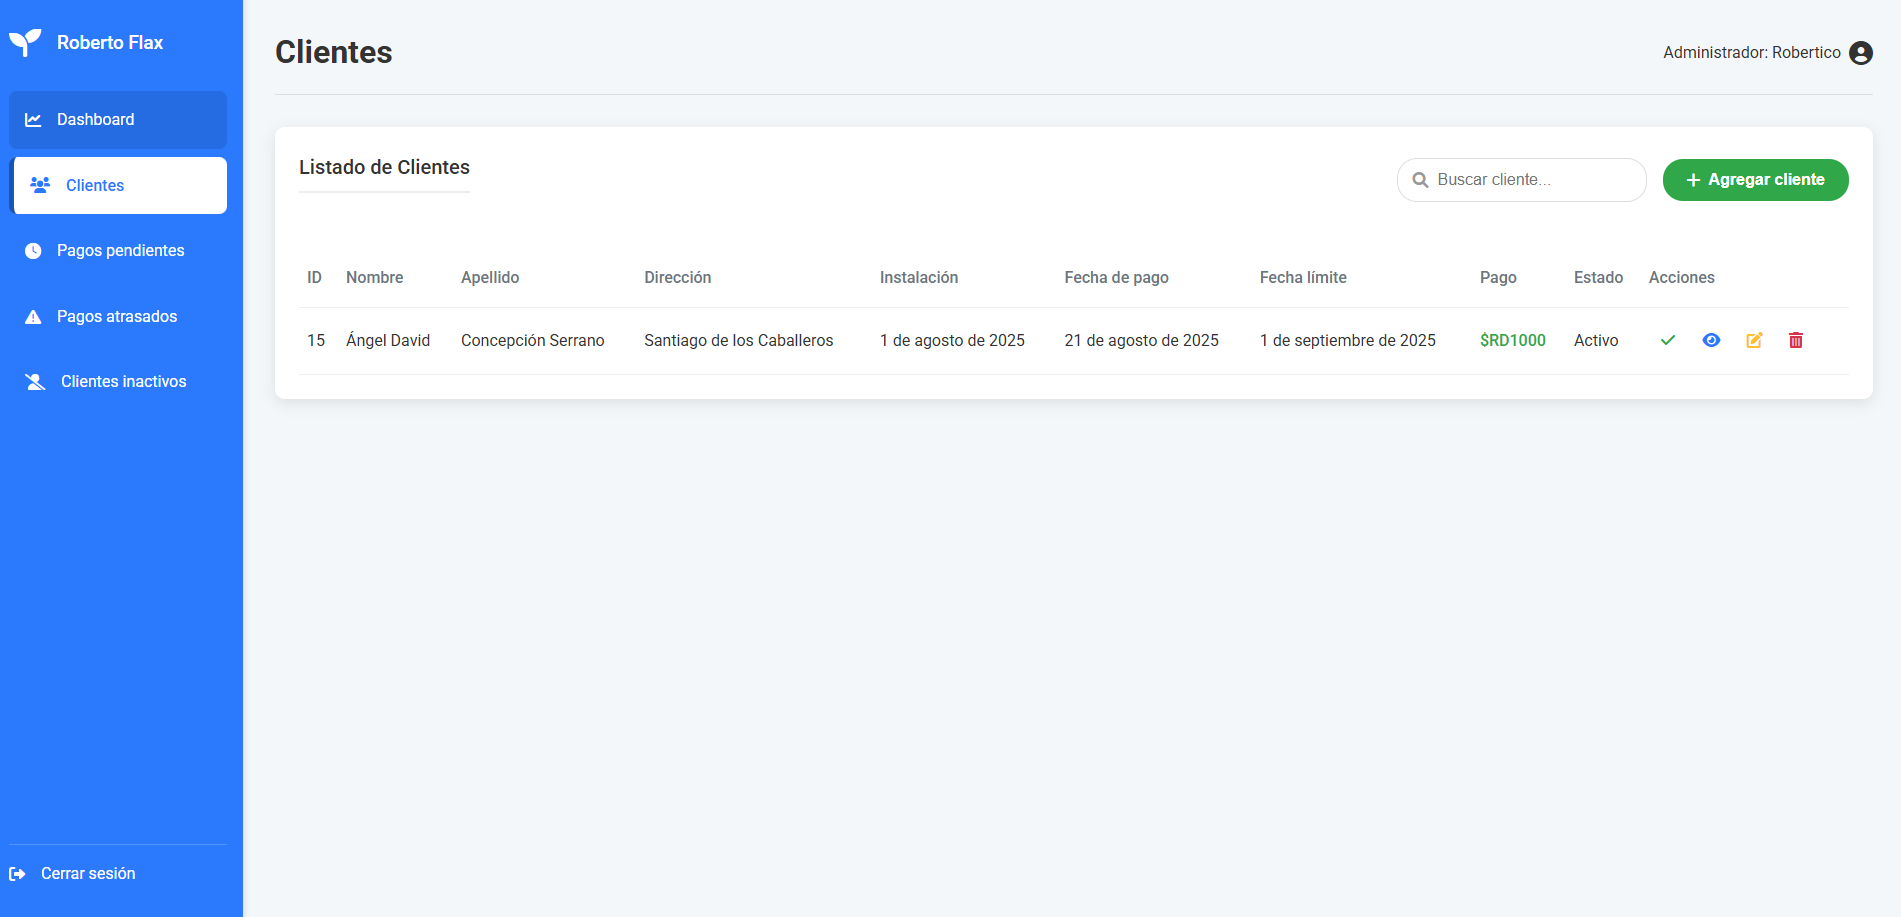 Roberto Flax
Dashboard
Clientes
Pagos pendientes
Pagos atrasados
Clientes inactivos
Cerrar sesión
Clientes
Administrador: Robertico
Listado de Clientes
Buscar cliente...
Agregar cliente
ID Nombre Apellido Dirección Instalación Fecha de pago Fecha límite Pago Estado Acciones
15 Ángel David Concepción Serrano Santiago de los Caballeros 1 de agosto de 2025 21 de agosto de 2025 1 de septiembre de 2025 $RD1000 Activo